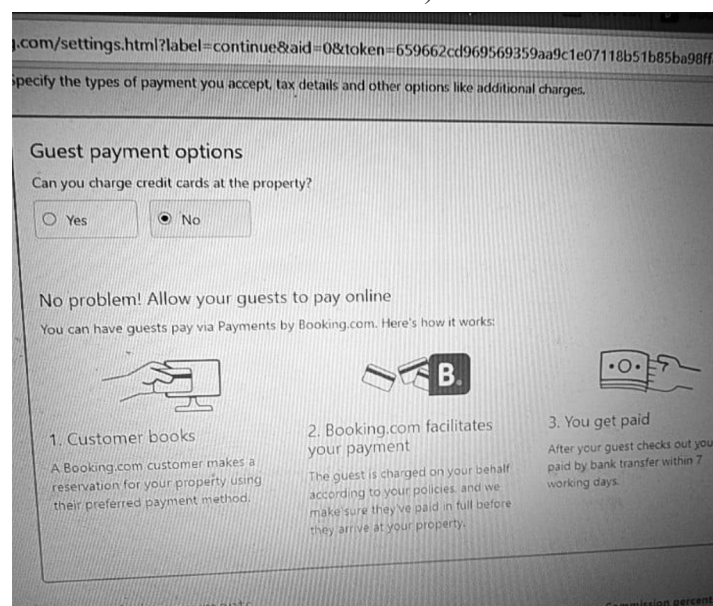 .com/settings.html?label=continue&aid=0&token=659662cd969569359aa9c1e07118b51b85ba98ff
Specify the types of payment you accept, tax details and other options like additional charges.
Guest payment options
Can you charge credit cards at the property?
Yes
No
No problem! Allow your guests to pay online
You can have guests pay via Payments by Booking.com. Here's how it works:
B.
1. Customer books
A Booking.com customer makes a
reservation for your property using
their preferred payment method.
2. Booking.com facilitates
your payment
The guest is charged on your behalf
according to your policies, and we
make sure they've paid in full before
they arrive at your property.
3. You get paid
After your guest checks out you
paid by bank transfer within 7
working days.
Commission percent